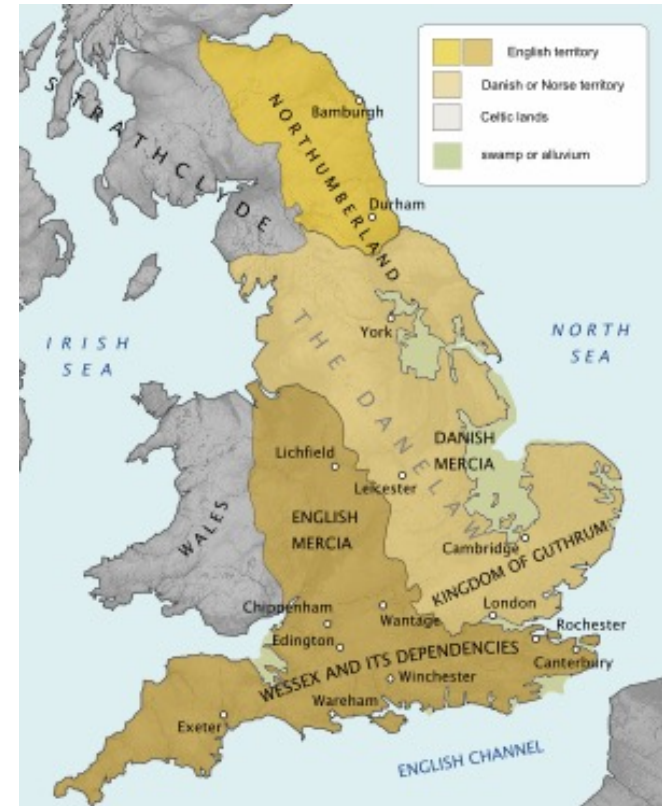 English territory
Danish or Norse territory
Celtic lands
swamp or alluvium
STRATHCLYDE
NORTHUMBERLAND
Bamburgh
Durham
IRISH
SEA
NORTH
SEA
York
THE DANELAW
DANISH
MERCIA
Lichfield
Leicester
WALES
ENGLISH
MERCIA
Cambridge
KINGDOM OF GUTHRUM
Chippenham
Wantage
London
Rochester
Edington
WESSEX AND ITS DEPENDENCIES
Canterbury
Winchester
Wareham
Exeter
ENGLISH CHANNEL